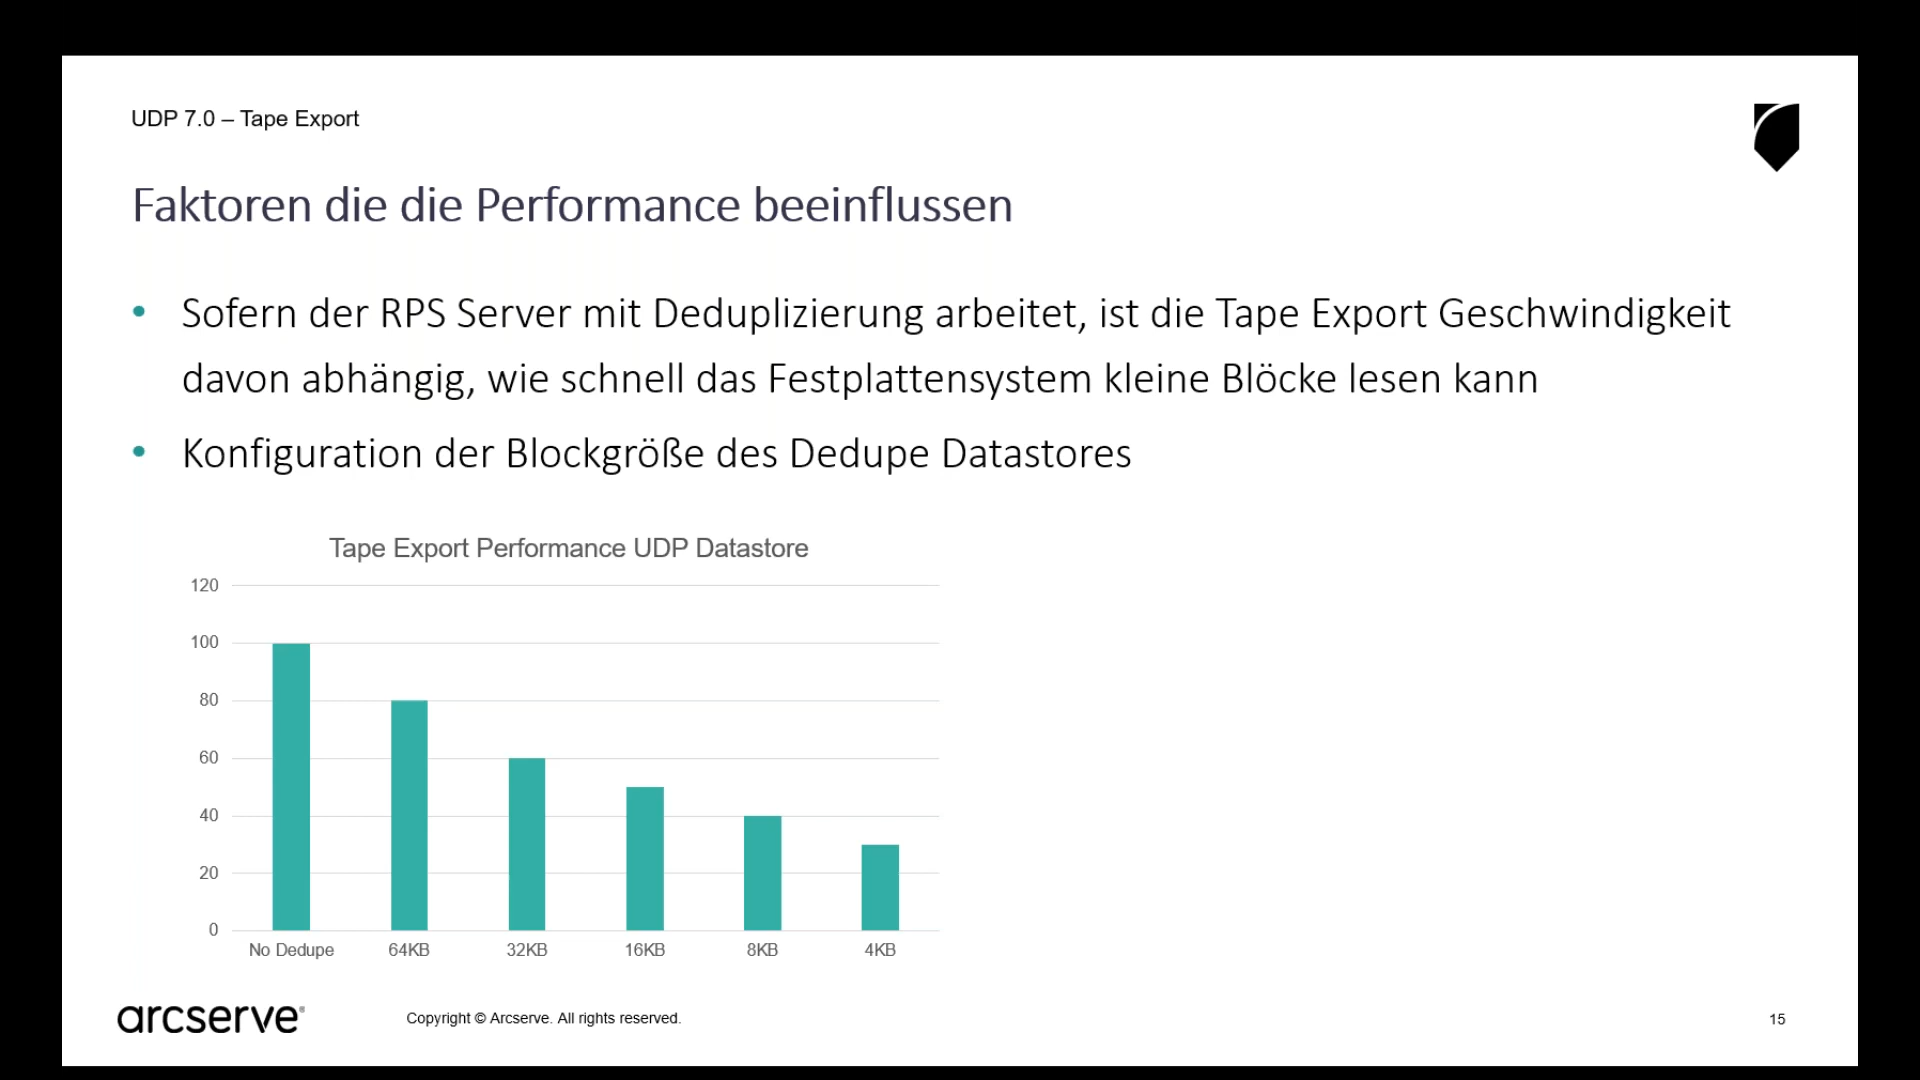 UDP 7.0 – Tape Export
Faktoren die die Performance beeinflussen
• Sofern der RPS Server mit Deduplizierung arbeitet, ist die Tape Export Geschwindigkeit
davon abhängig, wie schnell das Festplattensystem kleine Blöcke lesen kann
• Konfiguration der Blockgröße des Dedupe Datastores
Tape Export Performance UDP Datastore
120
100
80
60
40
20
0
No Dedupe 64KB 32KB 16KB 8KB 4KB
arcserve® Copyright © Arcserve. All rights reserved. 15